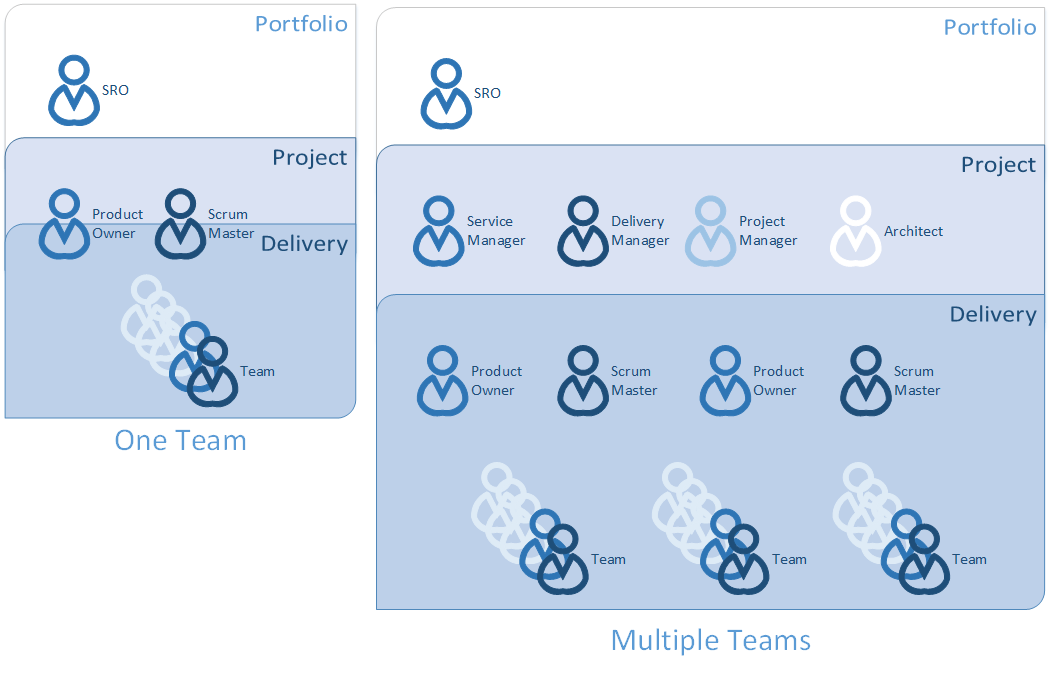 Portfolio
SRO
Project
Product
Owner
Scrum
Master
Delivery
Team
One Team
Portfolio
SRO
Project
Service
Manager
Delivery
Manager
Project
Manager
Architect
Delivery
Product
Owner
Scrum
Master
Product
Owner
Scrum
Master
Team
Team
Team
Multiple Teams